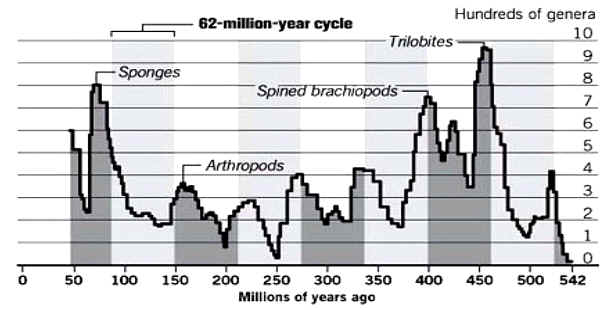 Hundreds of genera
62-million-year cycle
10
Trilobites
9
Sponges
8
Spined brachiopods
7
6
5
Arthropods
4
3
2
1
0
0 50 100 150 200 250 300 350 400 450 500 542
Millions of years ago